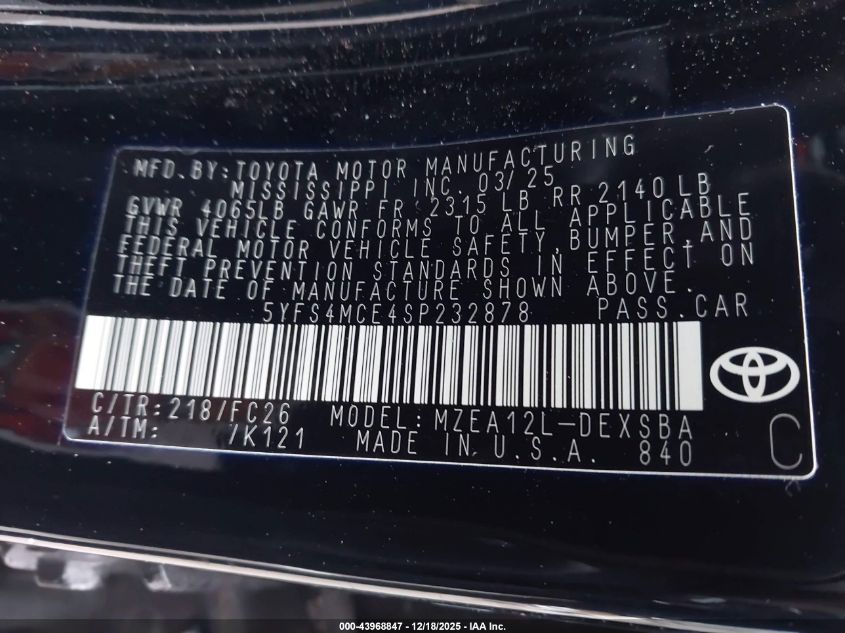 MFD.BY:TOYOTA MOTOR MANUFACTURING
MISSISSIPPI INC. 03/25
GVWR 4065LB GAWR FR 2315 LB RR 2140 LB
THIS VEHICLE CONFORMS TO ALL APPLICABLE
FEDERAL MOTOR VEHICLE SAFETY,BUMPER,AND
THEFT PREVENTION STANDARDS IN EFFECT ON
THE DATE OF MANUFACTURE SHOWN ABOVE.
5YFS4MCE4SP232878 PASS.CAR
C/TR:218/FC26 MODEL:MZEA12L-DEXSBA
A/TM: /K121 MADE IN U.S.A. 840
C
000-43968847 - 12/18/2025 - IAA Inc.